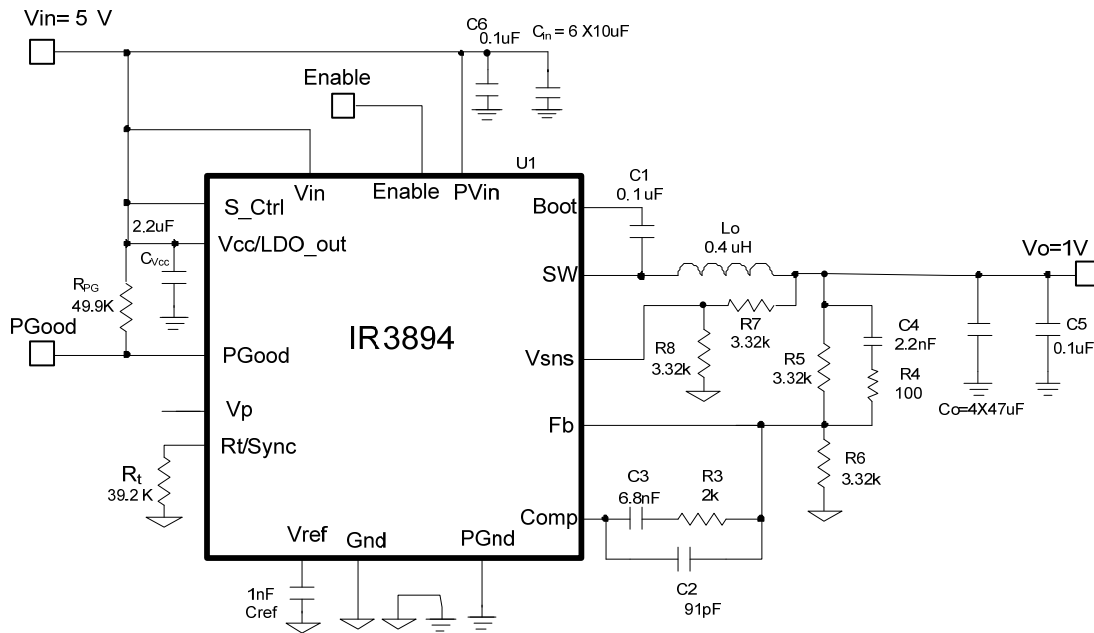 Vin= 5 V
C6
0.1uF
Cin = 6 X10uF
Enable
U1
Vin
Enable
PVin
C1
0.1uF
Boot
S_Ctrl
2.2uF
Vcc/LDO_out
CVcc
Lo
0.4 uH
Vo=1V
SW
RPG
49.9K
PGood
IR3894
R7
3.32k
R8
3.32k
Vsns
C4
2.2nF
C5
0.1uF
R5
3.32k
R4
100
PGood
Co=4X47uF
Vp
Fb
Rt/Sync
Rt
39.2 K
R6
3.32k
C3
6.8nF
R3
2k
Comp
Vref
Gnd
PGnd
C2
91pF
1nF
Cref